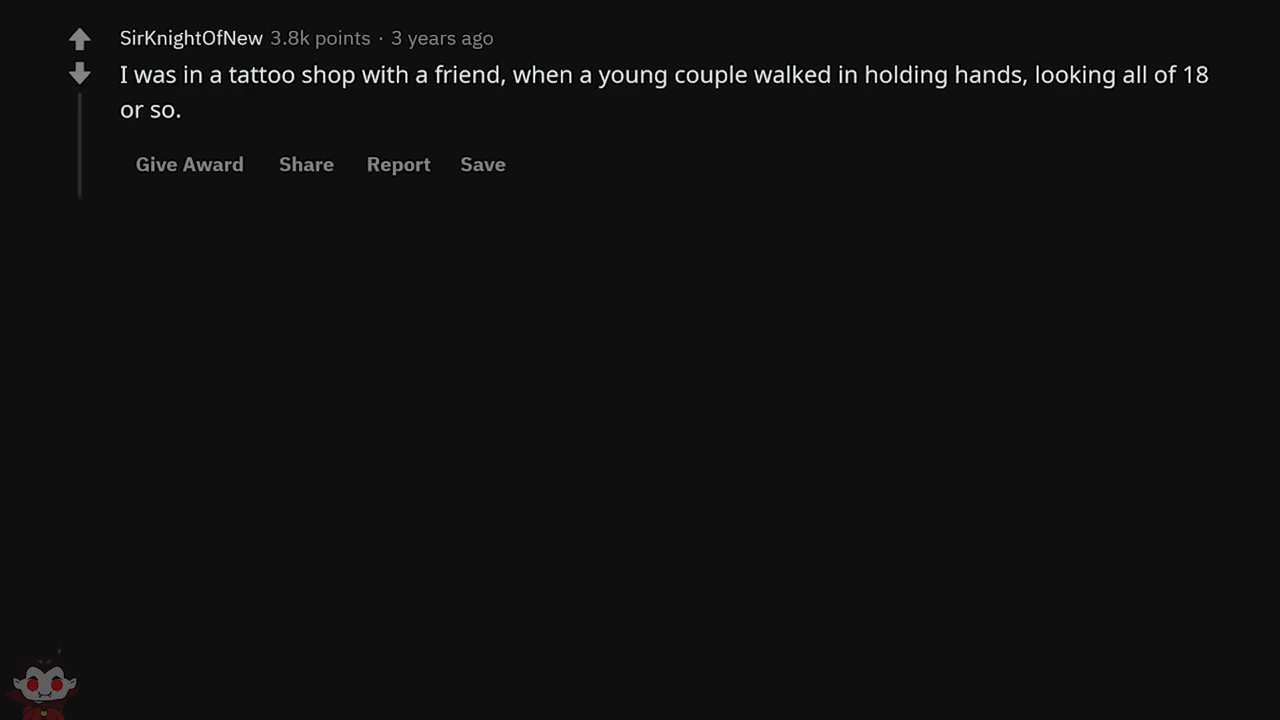 SirKnightOfNew 3.8k points · 3 years ago
I was in a tattoo shop with a friend, when a young couple walked in holding hands, looking all of 18
or so.
Give Award Share Report Save